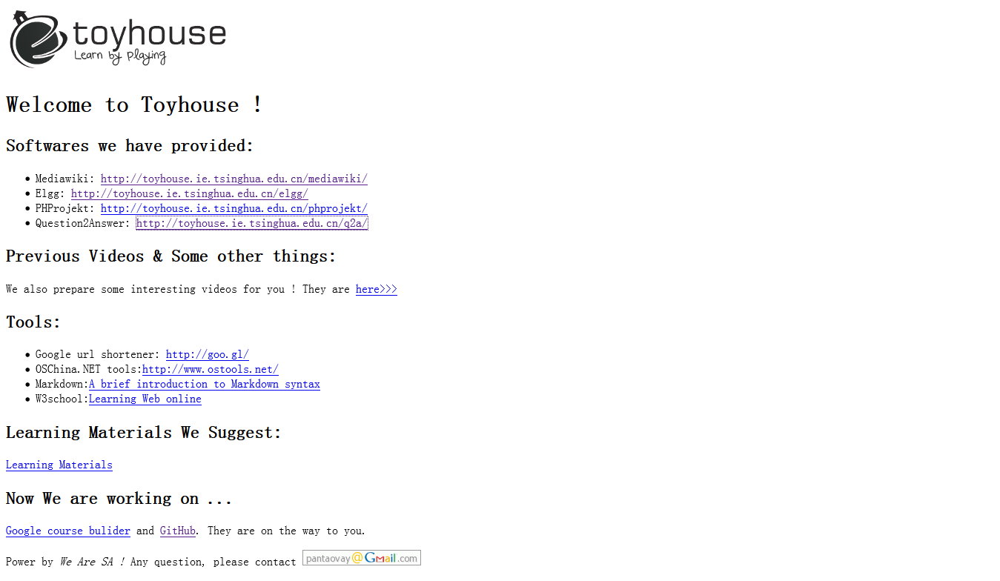 toyhouse
Learn by playing
Welcome to Toyhouse !
Softwares we have provided:
Mediawiki: http://toyhouse.ie.tsinghua.edu.cn/mediawiki/
Elgg: http://toyhouse.ie.tsinghua.edu.cn/elgg/
PHProjekt: http://toyhouse.ie.tsinghua.edu.cn/phprojekt/
Question2Answer: http://toyhouse.ie.tsinghua.edu.cn/q2a/
Previous Videos & Some other things:
We also prepare some interesting videos for you ! They are here>>>
Tools:
Google url shortener: http://goo.gl/
OSChina.NET tools:http://www.ostools.net/
Markdown:A brief introduction to Markdown syntax
W3school:Learning Web online
Learning Materials We Suggest:
Learning Materials
Now We are working on ...
Google course bulider and GitHub. They are on the way to you.
Power by We Are SA ! Any question, please contact pantaovay@Gmail.com